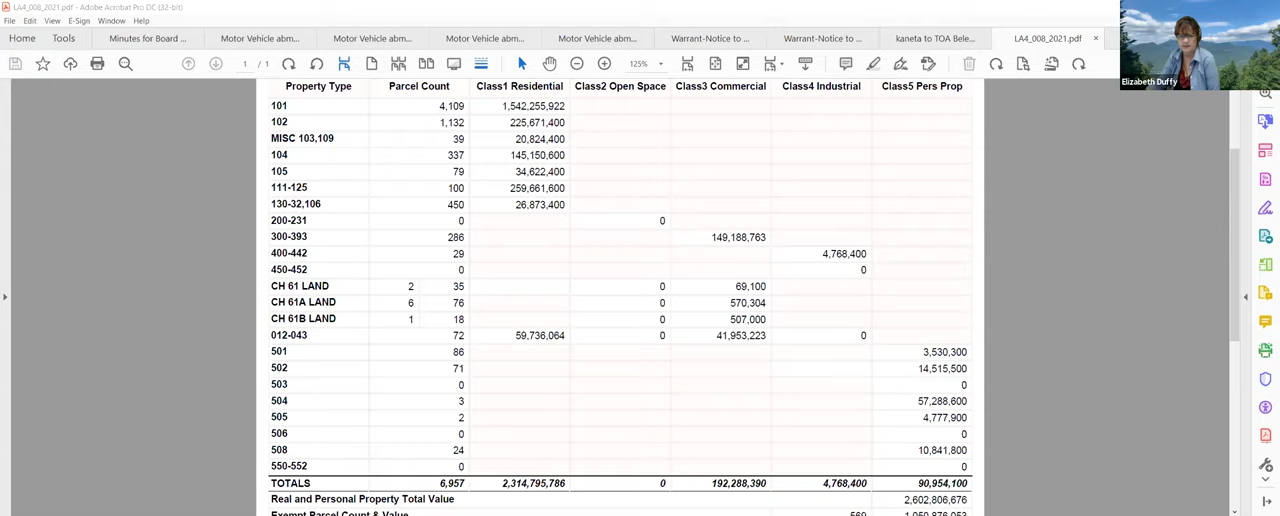 LA4_008_2021.pdf - Adobe Acrobat Pro DC (32-bit)
File Edit View E-Sign Window Help
Home Tools Minutes for Board ... Motor Vehicle abm... Motor Vehicle abm... Motor Vehicle abm... Motor Vehicle abm... Warrant-Notice to ... Warrant-Notice to ... kaneta to TOA Bele... LA4_008_2021.pdf ×
1 / 1 125%
Elizabeth Duffy
Property Type Parcel Count Class1 Residential Class2 Open Space Class3 Commercial Class4 Industrial Class5 Pers Prop
101 4,109 1,542,255,922
102 1,132 225,671,400
MISC 103,109 39 20,824,400
104 337 145,150,600
105 79 34,622,400
111-125 100 259,661,600
130-32,106 450 26,873,400
200-231 0 0
300-393 286 149,188,763
400-442 29 4,768,400
450-452 0 0
CH 61 LAND 2 35 0 69,100
CH 61A LAND 6 76 0 570,304
CH 61B LAND 1 18 0 507,000
012-043 72 59,736,064 0 41,953,223 0
501 86 3,530,300
502 71 14,515,500
503 0 0
504 3 57,288,600
505 2 4,777,900
506 0 0
508 24 10,841,800
550-552 0 0
TOTALS 6,957 2,314,795,786 0 192,288,390 4,768,400 90,954,100
Real and Personal Property Total Value 2,602,806,676
Exempt Parcel Count & Value 569 1,050,876,053